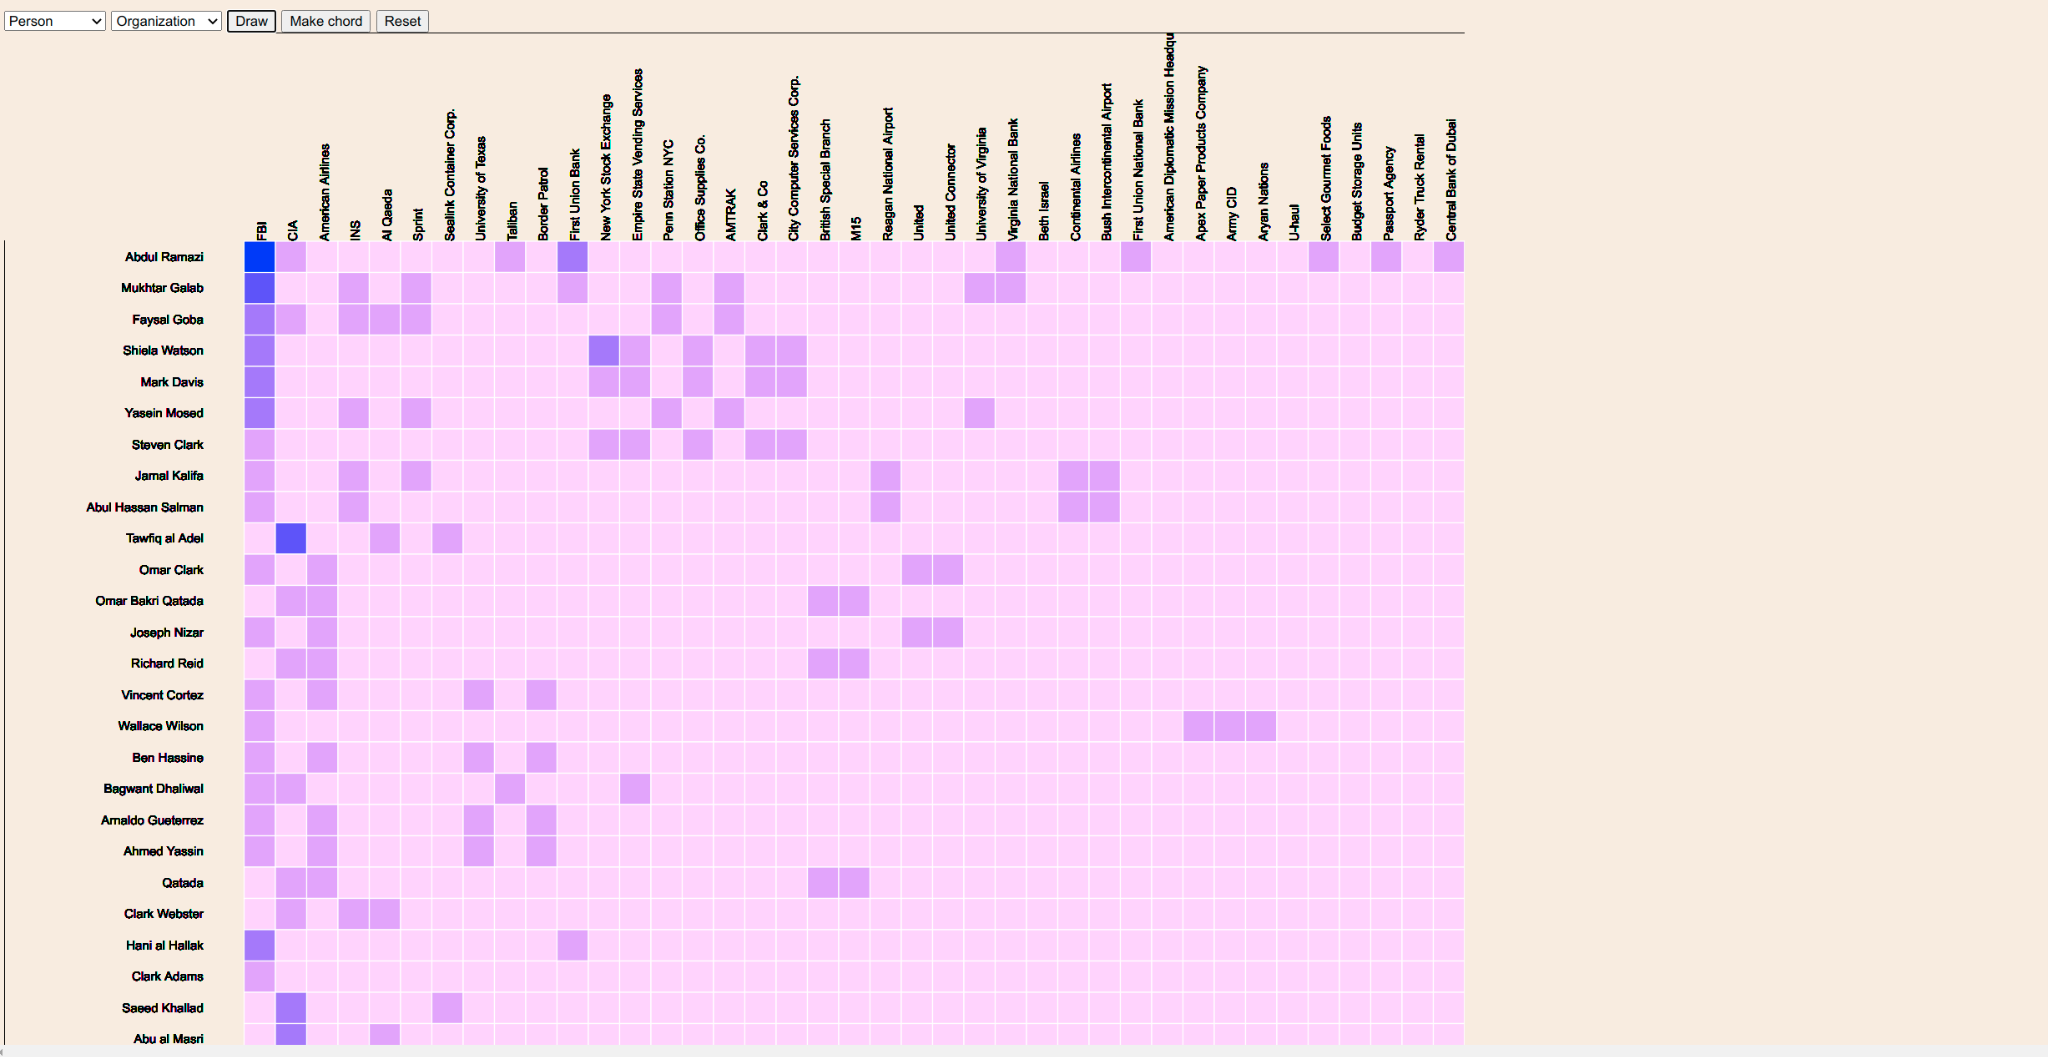 Person Organization Draw Make chord Reset
FBI
CIA
American Airlines
INS
Al Qaeda
Sprint
Sealink Container Corp.
University of Texas
Taliban
Border Patrol
First Union Bank
New York Stock Exchange
Empire State Vending Services
Penn Station NYC
Office Supplies Co.
AMTRAK
Clark & Co
City Computer Services Corp.
British Special Branch
M15
Reagan National Airport
United
United Connector
University of Virginia
Virginia National Bank
Beth Israel
Continental Airlines
Bush Intercontinental Airport
First Union National Bank
American Diplomatic Mission Headqu
Apex Paper Products Company
Army CID
Aryan Nations
U-haul
Select Gourmet Foods
Budget Storage Units
Passport Agency
Ryder Truck Rental
Central Bank of Dubai
Abdul Ramazi
Mukhtar Galab
Faysal Goba
Shiela Watson
Mark Davis
Yasein Mosed
Steven Clark
Jamal Kalifa
Abul Hassan Salman
Tawfiq al Adel
Omar Clark
Omar Bakri Qatada
Joseph Nizar
Richard Reid
Vincent Cortez
Wallace Wilson
Ben Hassine
Bagwant Dhaliwal
Arnaldo Gueterrez
Ahmed Yassin
Qatada
Clark Webster
Hani al Hallak
Clark Adams
Saeed Khallad
Abu al Masri